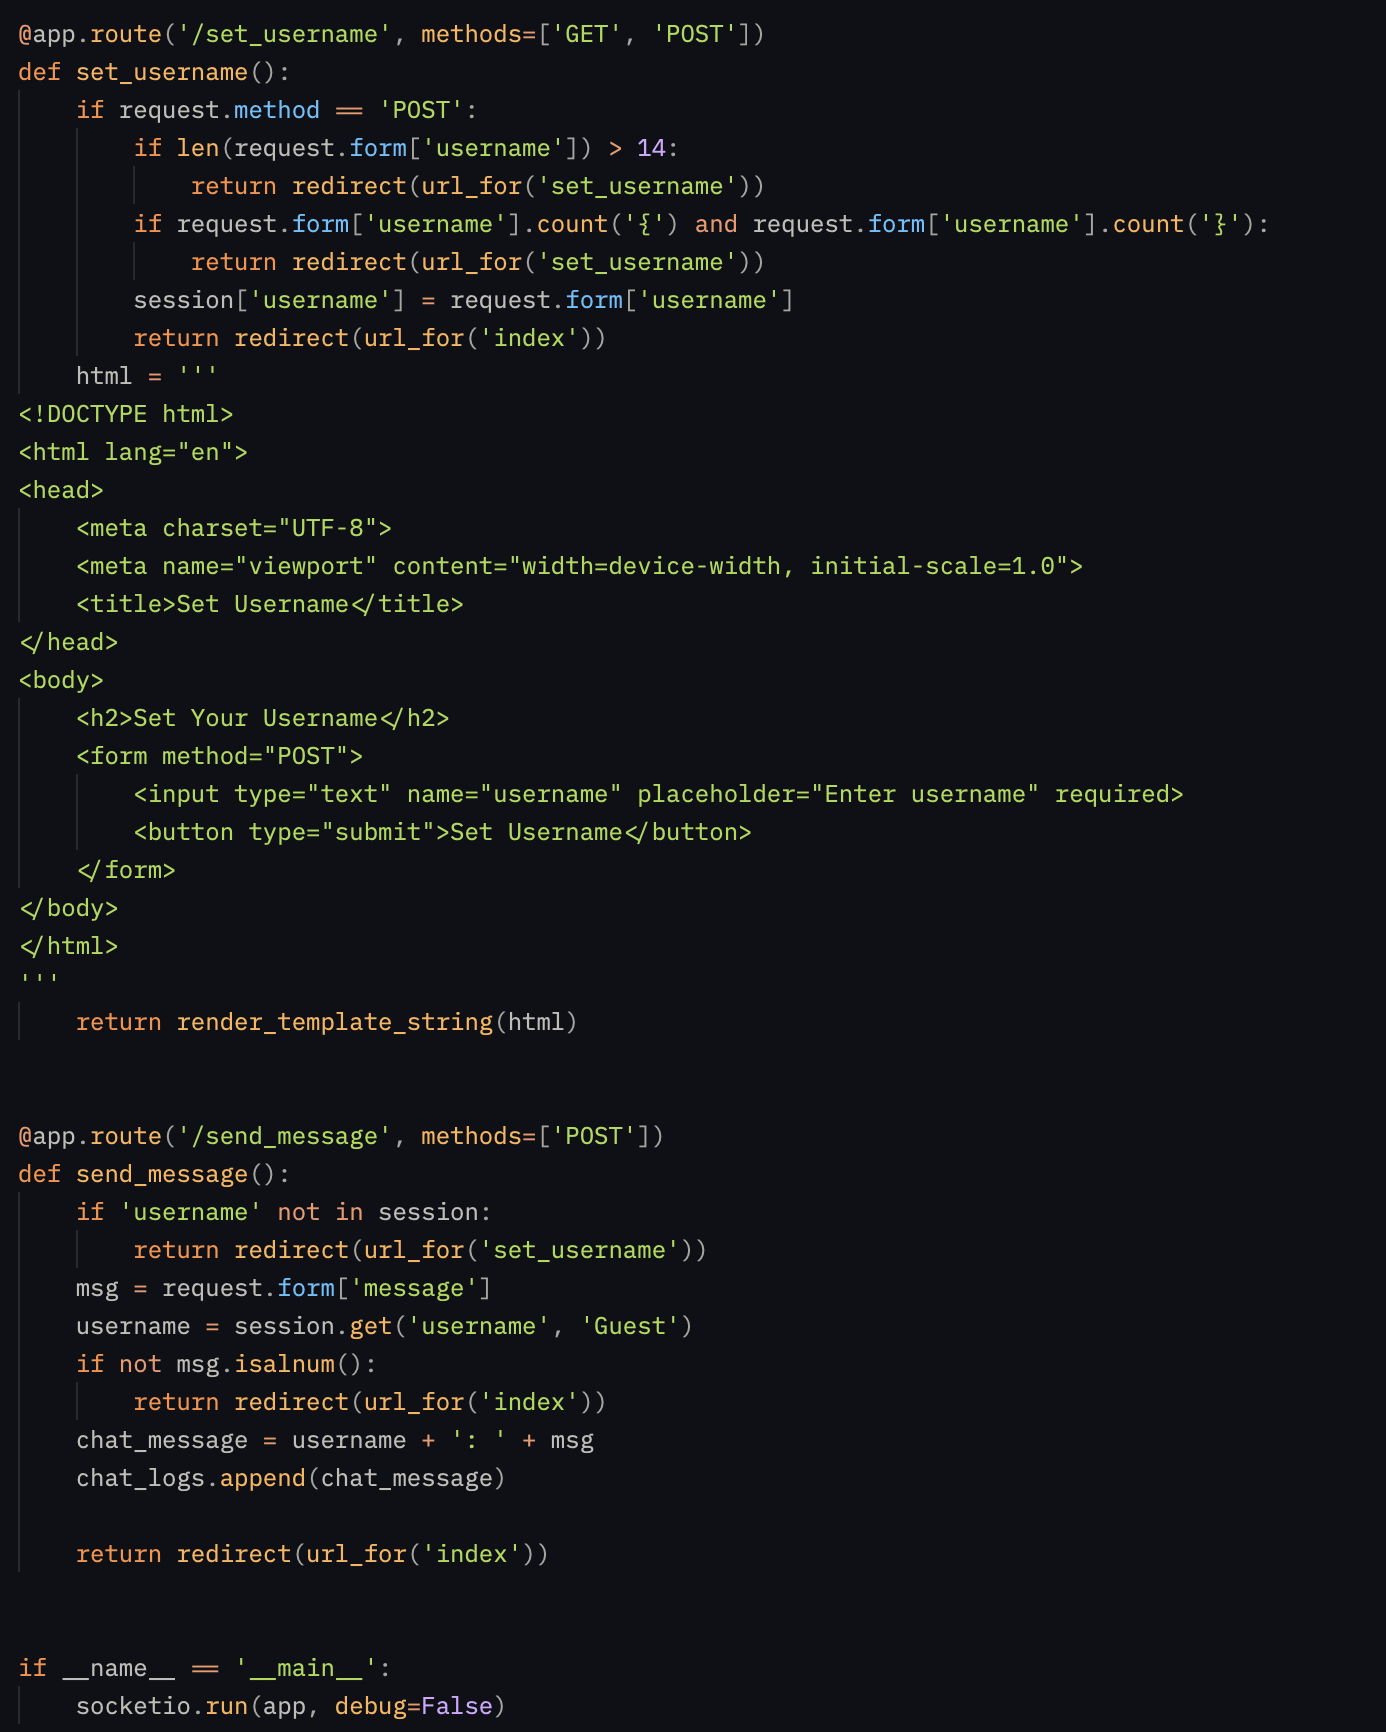 @app.route('/set_username', methods=['GET', 'POST'])
def set_username():
    if request.method == 'POST':
        if len(request.form['username']) > 14:
            return redirect(url_for('set_username'))
        if request.form['username'].count('{') and request.form['username'].count('}'):
            return redirect(url_for('set_username'))
        session['username'] = request.form['username']
        return redirect(url_for('index'))
    html = '''
<!DOCTYPE html>
<html lang="en">
<head>
    <meta charset="UTF-8">
    <meta name="viewport" content="width=device-width, initial-scale=1.0">
    <title>Set Username</title>
</head>
<body>
    <h2>Set Your Username</h2>
    <form method="POST">
        <input type="text" name="username" placeholder="Enter username" required>
        <button type="submit">Set Username</button>
    </form>
</body>
</html>
'''
    return render_template_string(html)


@app.route('/send_message', methods=['POST'])
def send_message():
    if 'username' not in session:
        return redirect(url_for('set_username'))
    msg = request.form['message']
    username = session.get('username', 'Guest')
    if not msg.isalnum():
        return redirect(url_for('index'))
    chat_message = username + ': ' + msg
    chat_logs.append(chat_message)

    return redirect(url_for('index'))


if __name__ == '__main__':
    socketio.run(app, debug=False)